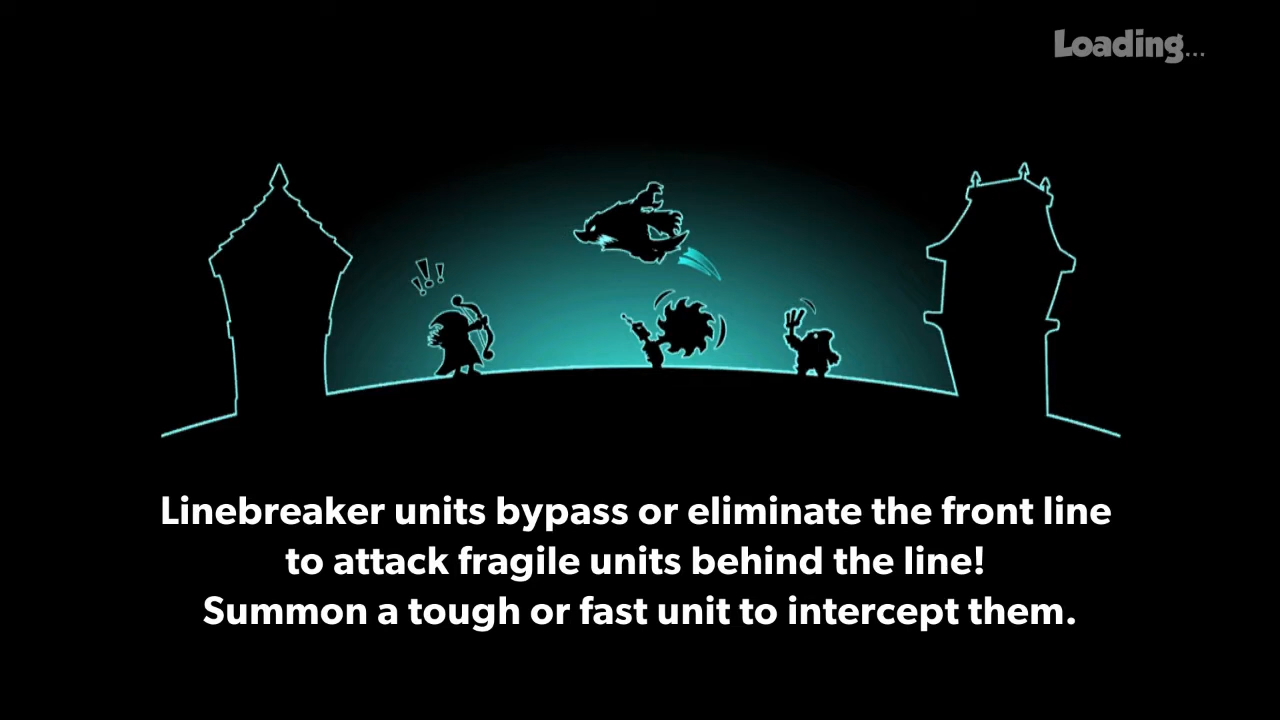 Loading...
!!!
Linebreaker units bypass or eliminate the front line
to attack fragile units behind the line!
Summon a tough or fast unit to intercept them.